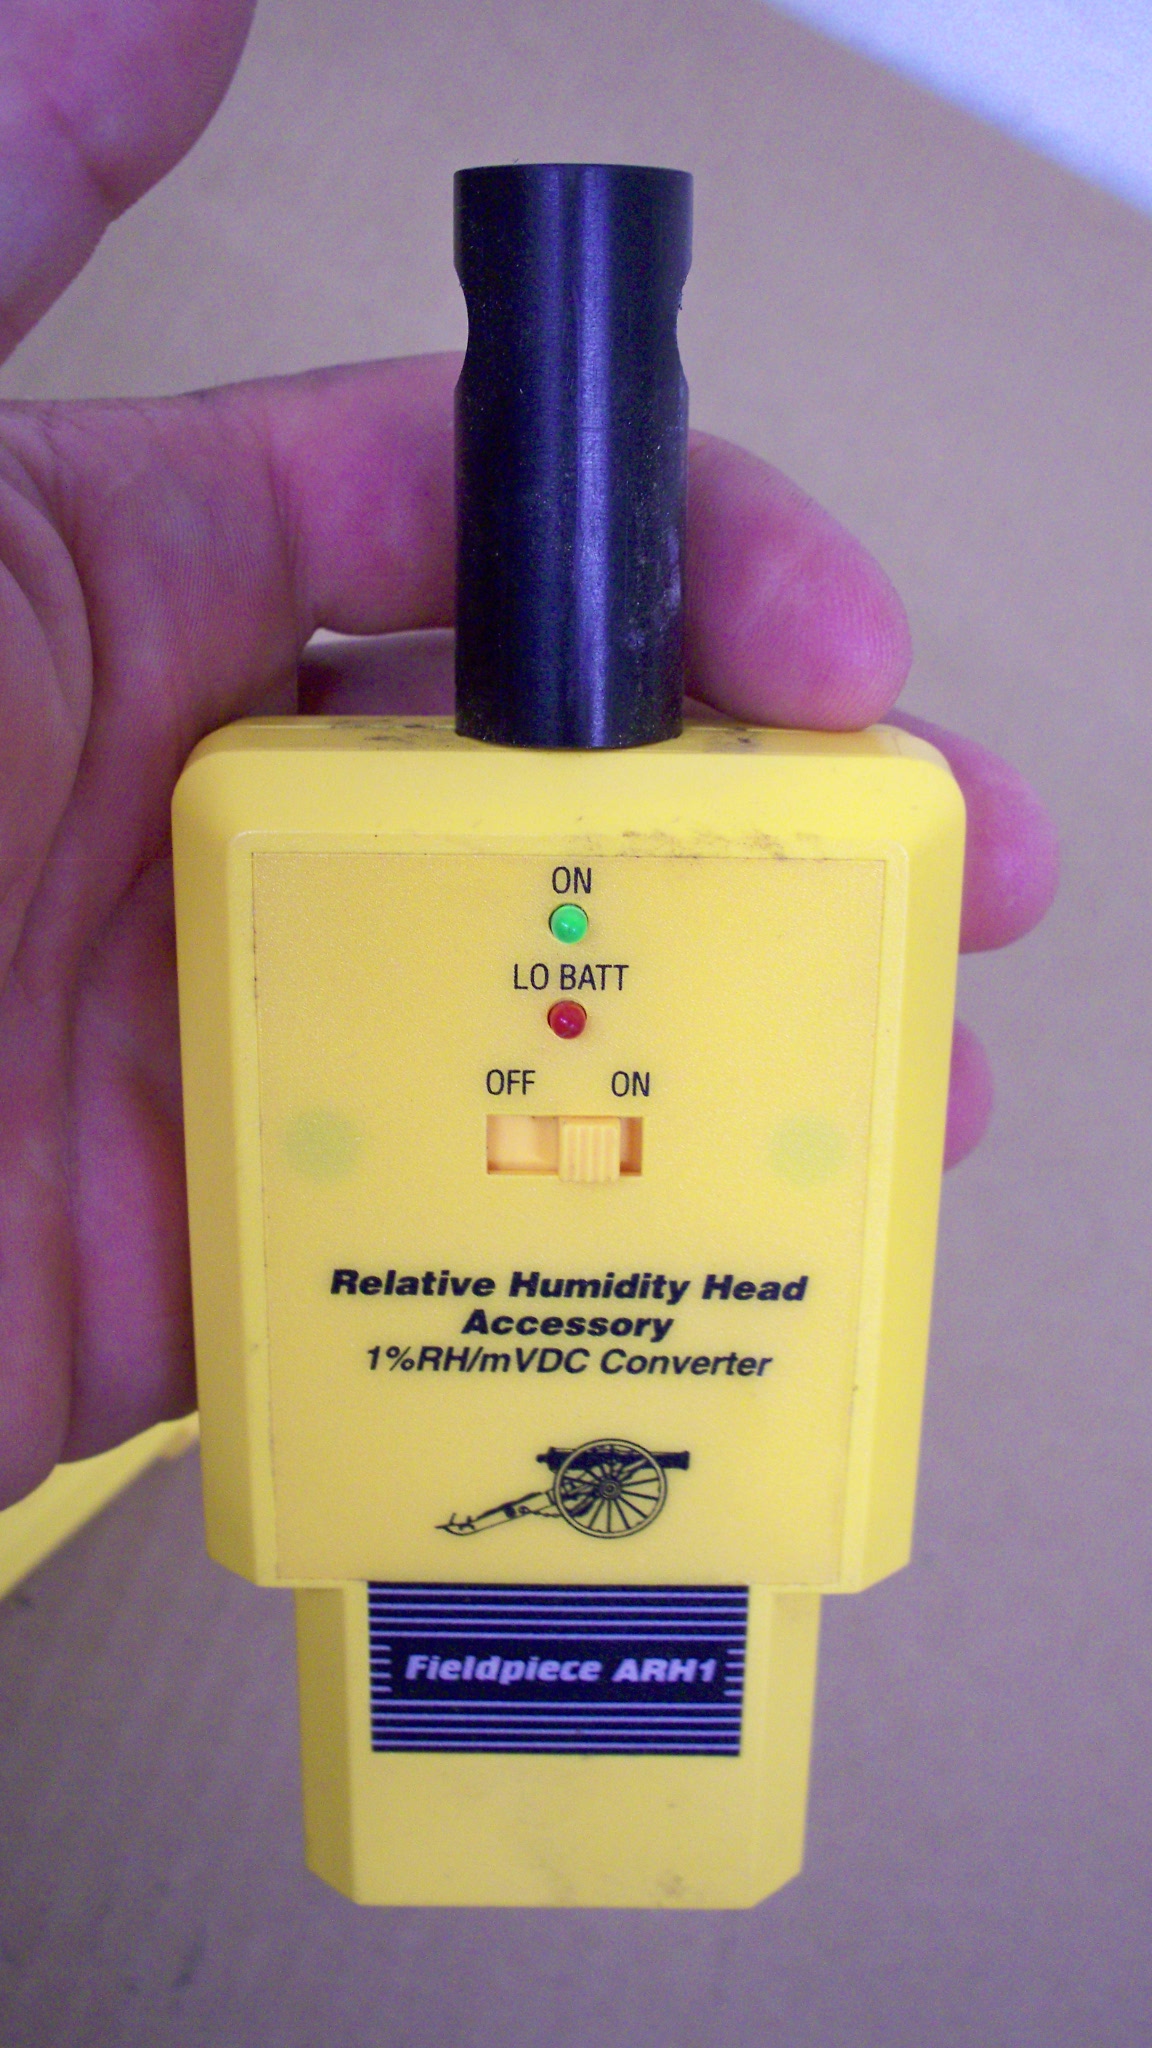 ON
LO BATT
OFF ON
Relative Humidity Head
Accessory
1%RH/mVDC Converter
Fieldpiece ARH1